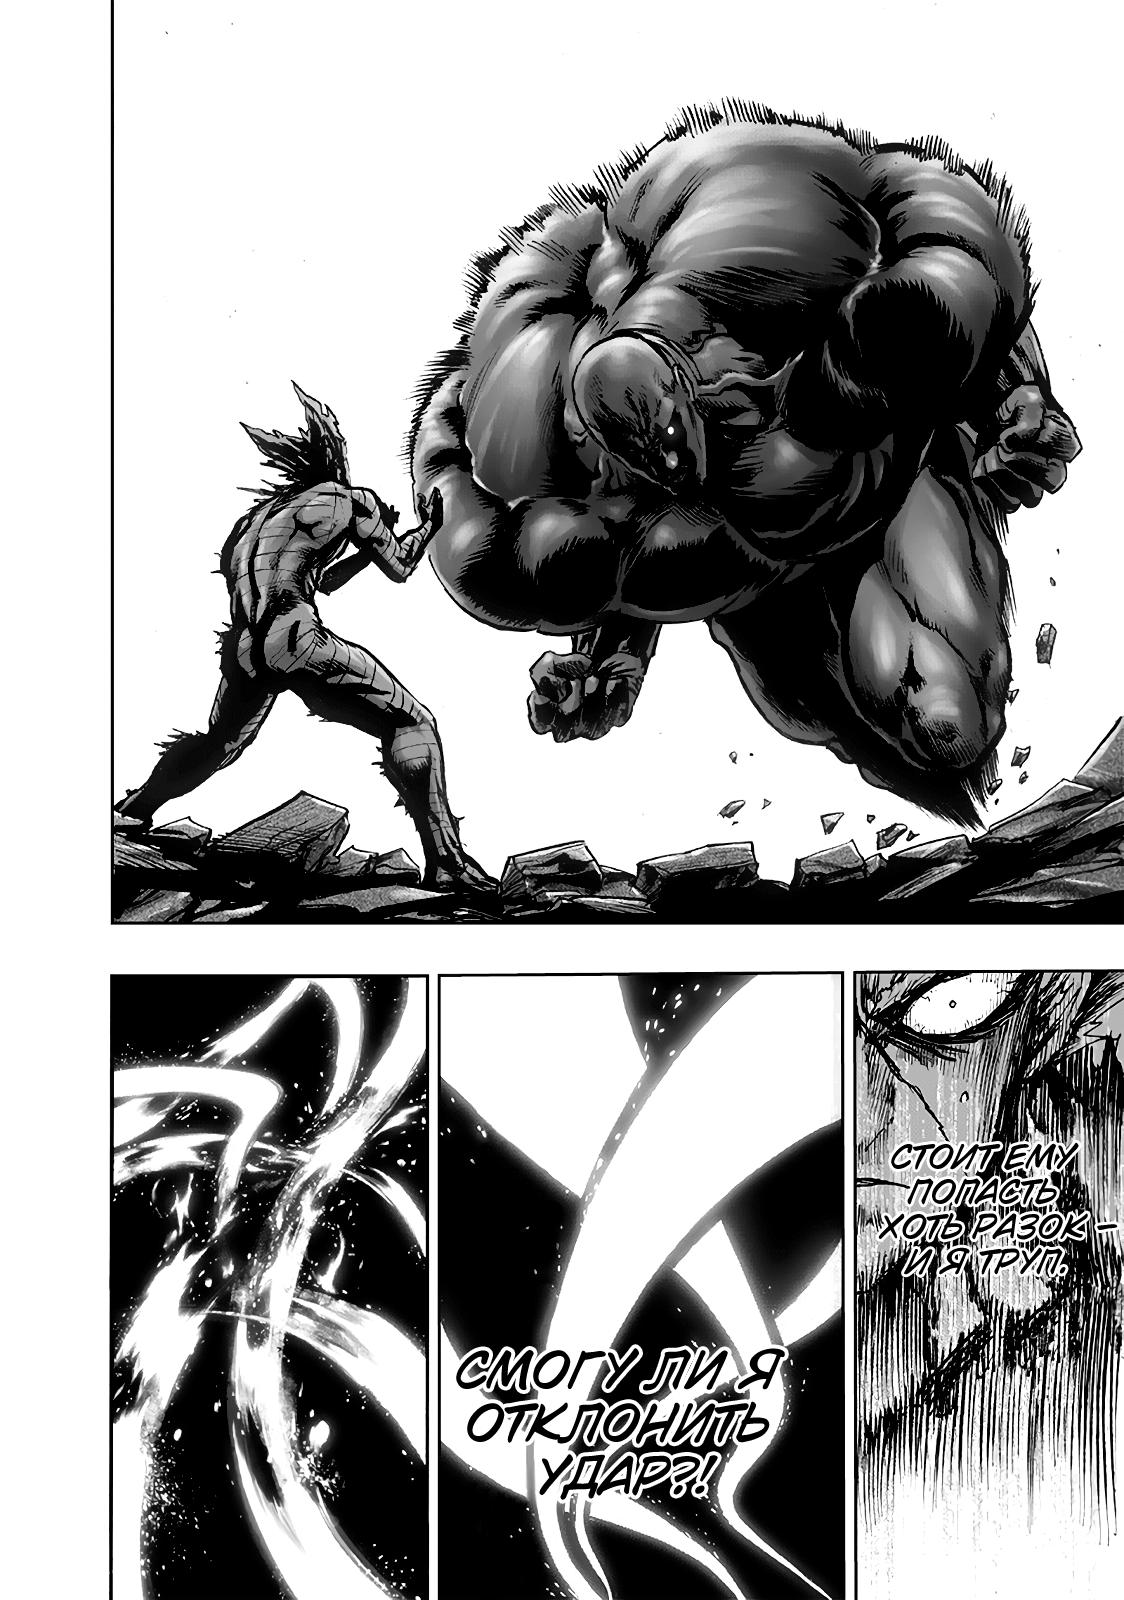 СТОИТ ЕМУ
ПОПАСТЬ
ХОТЬ РАЗОК –
И Я ТРУП.
СМОГУ ЛИ Я
ОТКЛОНИТЬ
УДАР?!